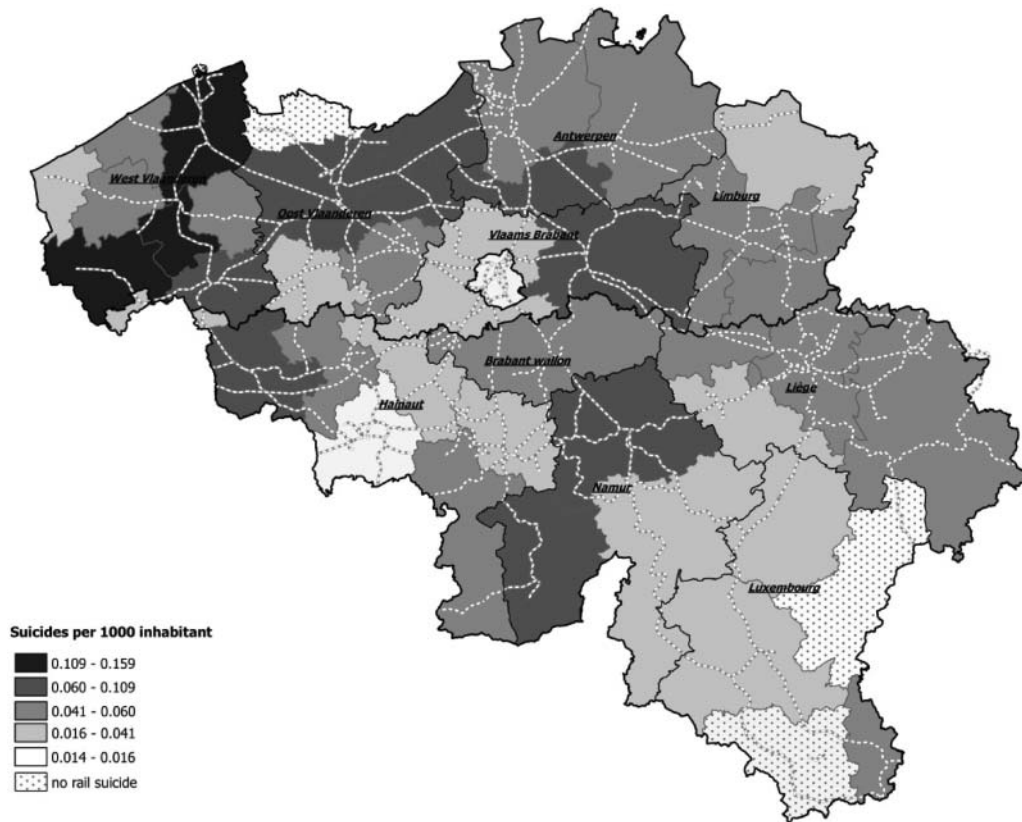 Antwerpen
West Vlaanderen
Limburg
Oost Vlaanderen
Vlaams Brabant
Brabant wallon
Liège
Hainaut
Namur
Luxembourg
Suicides per 1000 inhabitant
0.109 - 0.159
0.060 - 0.109
0.041 - 0.060
0.016 - 0.041
0.014 - 0.016
no rail suicide